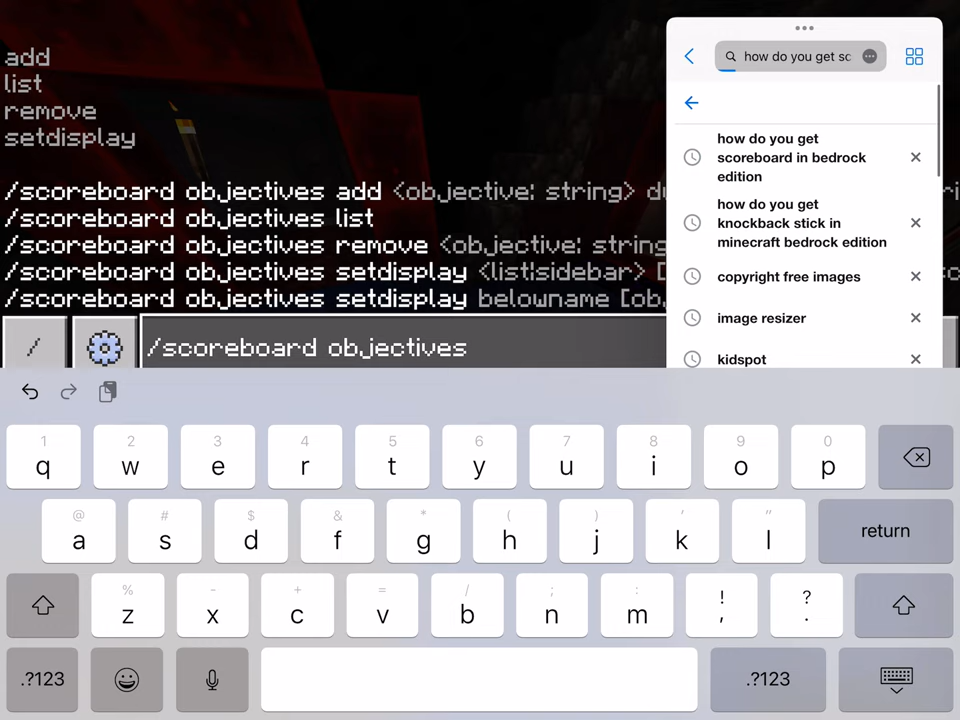 add
list
remove
setdisplay
/scoreboard objectives add <objective: string>
/scoreboard objectives list
/scoreboard objectives remove <objective: string
/scoreboard objectives setdisplay <list|sidebar> [
/scoreboard objectives setdisplay belowname [obj
/
/scoreboard objectives
how do you get sc
how do you get
scoreboard in bedrock
edition
how do you get
knockback stick in
minecraft bedrock edition
copyright free images
image resizer
kidspot
1 2 3 4 5 6 7 8 9 0
q w e r t y u i o p
@ # $ & * ( ) ' "
a s d f g h j k l return
% - + = / ; : ! ?
z x c v b n m , .
.?123 .?123